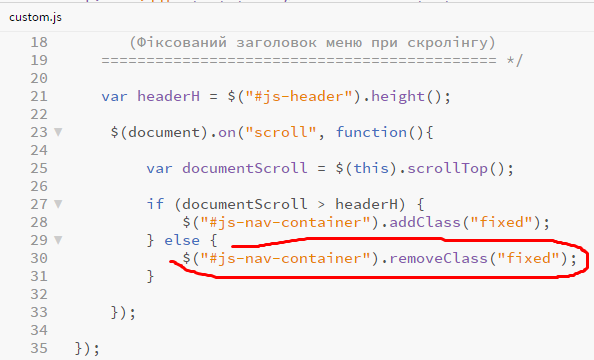 custom.js
18 (Фіксований заголовок меню при скролінгу)
19 ============================================ */
20
21 var headerH = $("#js-header").height();
22
23 $(document).on("scroll", function(){
24
25 var documentScroll = $(this).scrollTop();
26
27 if (documentScroll > headerH) {
28 $("#js-nav-container").addClass("fixed");
29 } else {
30 $("#js-nav-container").removeClass("fixed");
31 }
32
33 });
34
35 });